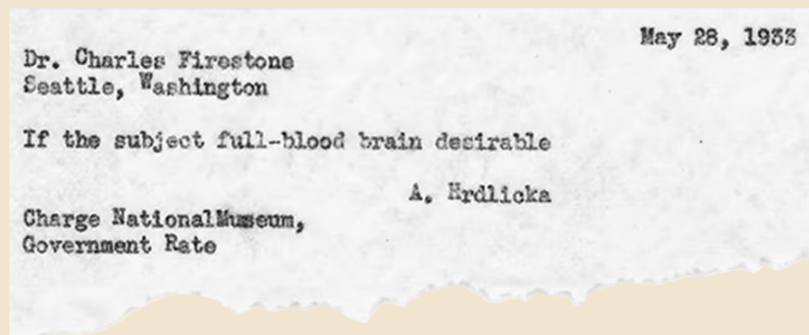 May 28, 1933
Dr. Charles Firestone
Seattle, Washington
If the subject full-blood brain desirable
A. Hrdlicka
Charge NationalMuseum,
Government Rate